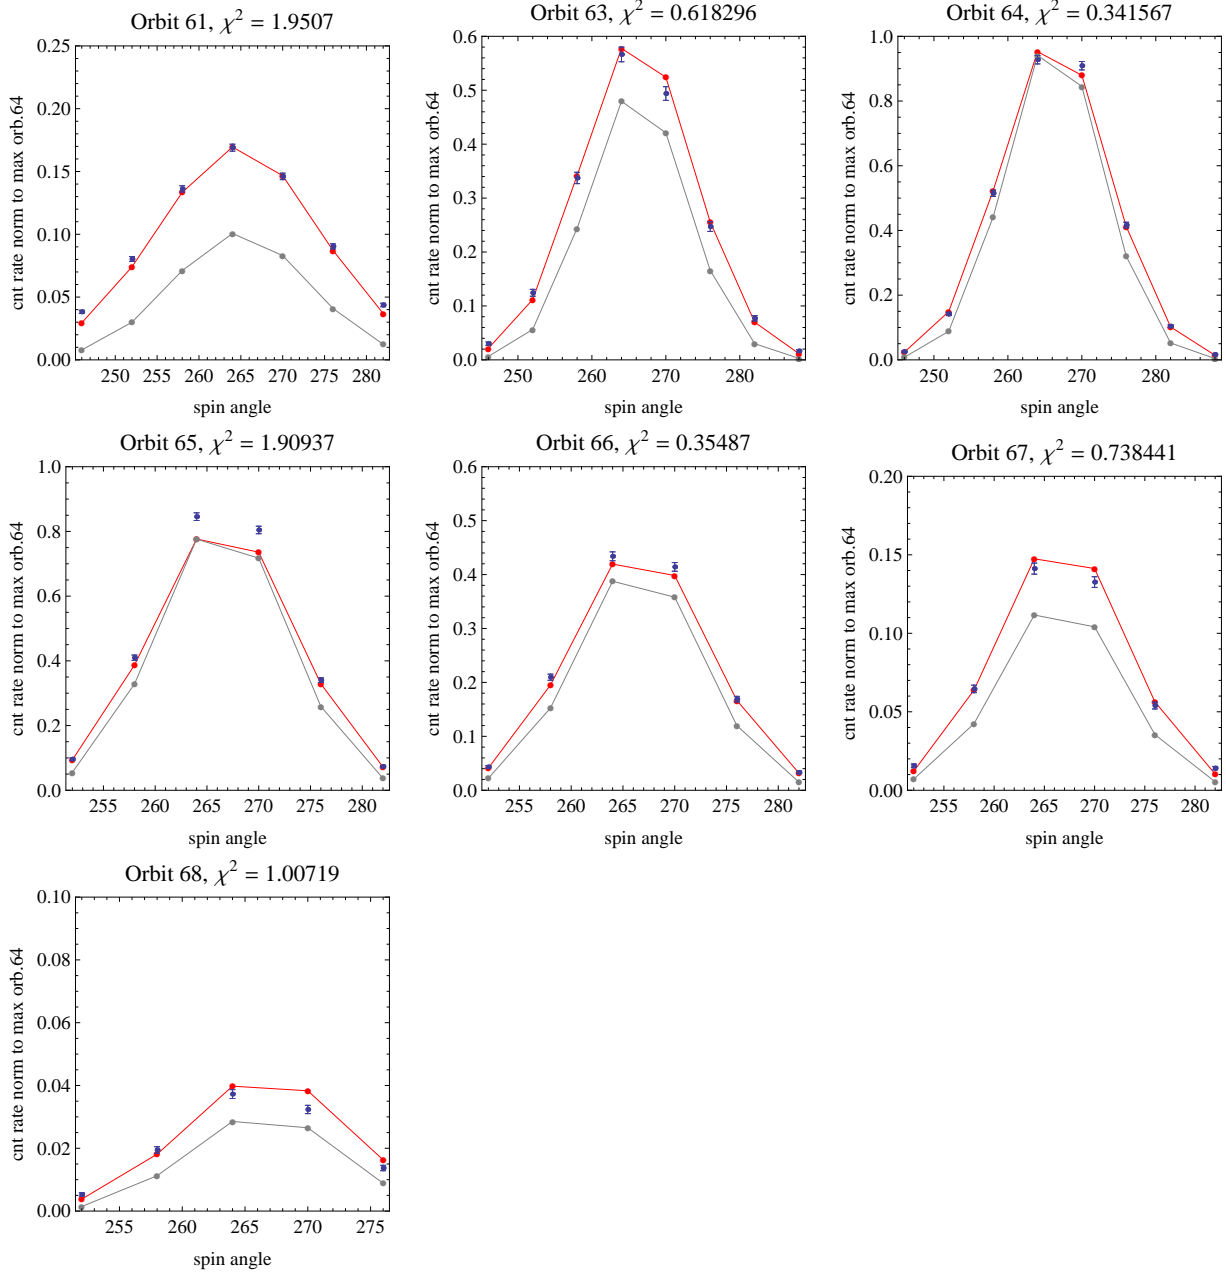 Orbit 61, χ² = 1.9507
cnt rate norm to max orb.64
0.25
0.20
0.15
0.10
0.05
0.00
250 255 260 265 270 275 280
spin angle
Orbit 63, χ² = 0.618296
cnt rate norm to max orb.64
0.6
0.5
0.4
0.3
0.2
0.1
0.0
250 260 270 280
spin angle
Orbit 64, χ² = 0.341567
cnt rate norm to max orb.64
1.0
0.8
0.6
0.4
0.2
0.0
250 260 270 280
spin angle
Orbit 65, χ² = 1.90937
cnt rate norm to max orb.64
1.0
0.8
0.6
0.4
0.2
0.0
255 260 265 270 275 280
spin angle
Orbit 66, χ² = 0.35487
cnt rate norm to max orb.64
0.6
0.5
0.4
0.3
0.2
0.1
0.0
255 260 265 270 275 280
spin angle
Orbit 67, χ² = 0.738441
cnt rate norm to max orb.64
0.20
0.15
0.10
0.05
0.00
255 260 265 270 275 280
spin angle
Orbit 68, χ² = 1.00719
cnt rate norm to max orb.64
0.10
0.08
0.06
0.04
0.02
0.00
255 260 265 270 275
spin angle